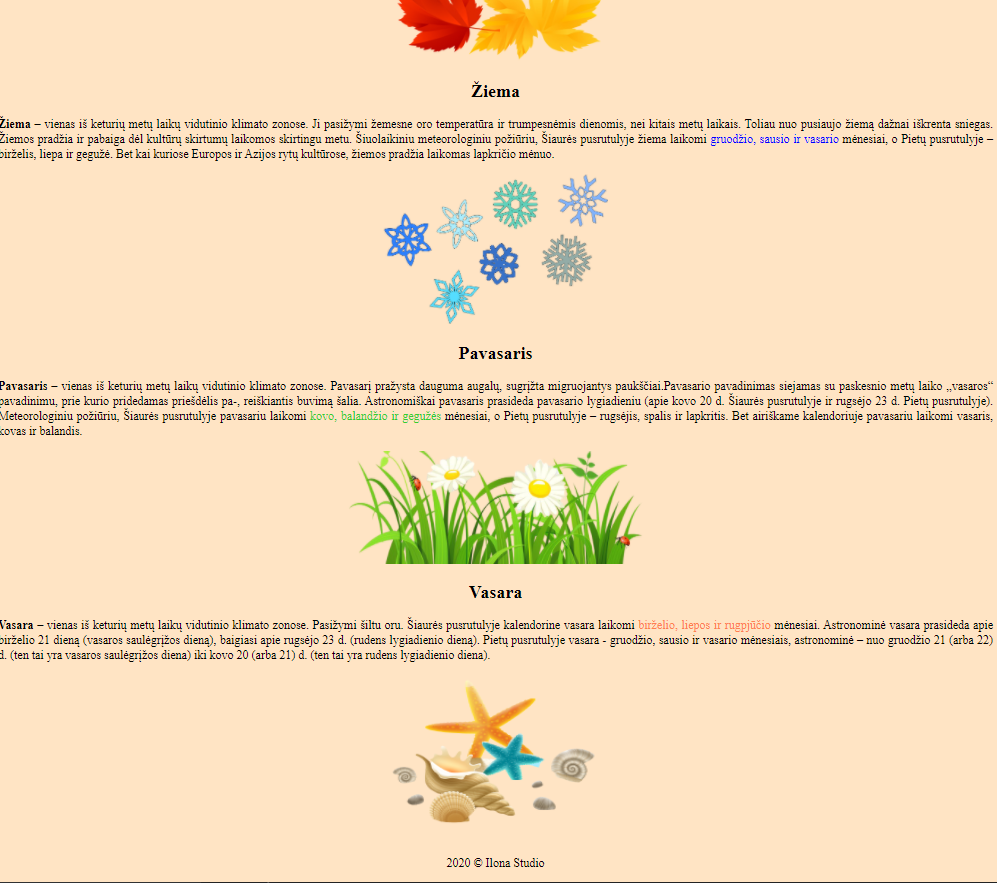 Žiema
Žiema – vienas iš keturių metų laikų vidutinio klimato zonose. Ji pasižymi žemesne oro temperatūra ir trumpesnėmis dienomis, nei kitais metų laikais. Toliau nuo pusiaujo žiemą dažnai iškrenta sniegas.
Žiemos pradžia ir pabaiga dėl kultūrų skirtumų laikomos skirtingu metu. Šiuolaikiniu meteorologiniu požiūriu, Šiaurės pusrutulyje žiema laikomi gruodžio, sausio ir vasario mėnesiai, o Pietų pusrutulyje –
birželis, liepa ir gegužė. Bet kai kuriose Europos ir Azijos rytų kultūrose, žiemos pradžia laikomas lapkričio mėnuo.
Pavasaris
Pavasaris – vienas iš keturių metų laikų vidutinio klimato zonose. Pavasarį pražysta dauguma augalų, sugrįžta migruojantys paukščiai.Pavasario pavadinimas siejamas su paskesnio metų laiko „vasaros“
pavadinimu, prie kurio pridedamas priešdėlis pa-, reiškiantis buvimą šalia. Astronomiškai pavasaris prasideda pavasario lygiadieniu (apie kovo 20 d. Šiaurės pusrutulyje ir rugsėjo 23 d. Pietų pusrutulyje).
Meteorologiniu požiūriu, Šiaurės pusrutulyje pavasariu laikomi kovo, balandžio ir gegužės mėnesiai, o Pietų pusrutulyje – rugsėjis, spalis ir lapkritis. Bet airiškame kalendoriuje pavasariu laikomi vasaris,
kovas ir balandis.
Vasara
Vasara – vienas iš keturių metų laikų vidutinio klimato zonose. Pasižymi šiltu oru. Šiaurės pusrutulyje kalendorine vasara laikomi birželio, liepos ir rugpjūčio mėnesiai. Astronominė vasara prasideda apie
birželio 21 dieną (vasaros saulėgrįžos dieną), baigiasi apie rugsėjo 23 d. (rudens lygiadienio dieną). Pietų pusrutulyje vasara - gruodžio, sausio ir vasario mėnesiais, astronominė – nuo gruodžio 21 (arba 22)
d. (ten tai yra vasaros saulėgrįžos diena) iki kovo 20 (arba 21) d. (ten tai yra rudens lygiadienio diena).
2020 © Ilona Studio